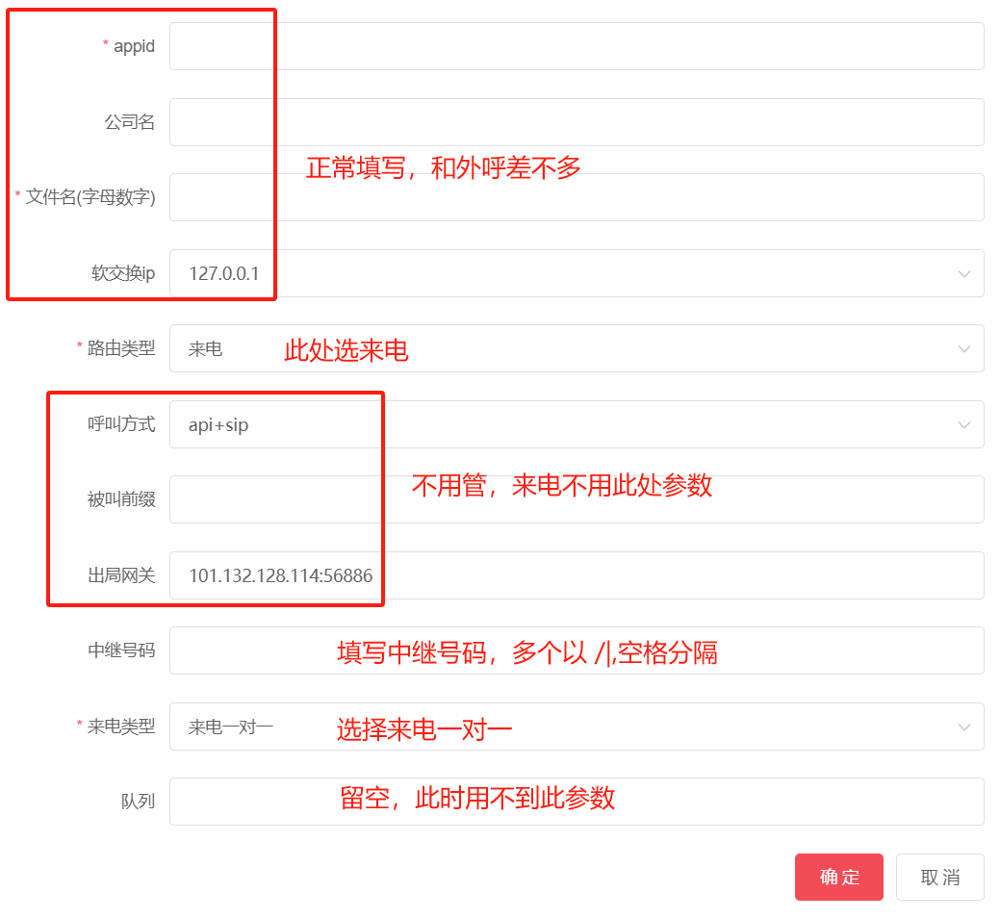 * appid
公司名
正常填写，和外呼差不多
* 文件名(字母数字)
软交换ip 127.0.0.1
* 路由类型 来电 此处选来电
呼叫方式 api+sip
不用管，来电不用此处参数
被叫前缀
出局网关 101.132.128.114:56886
中继号码 填写中继号码，多个以 /|,空格分隔
* 来电类型 来电一对一 选择来电一对一
队列 留空，此时用不到此参数
确 定 取 消